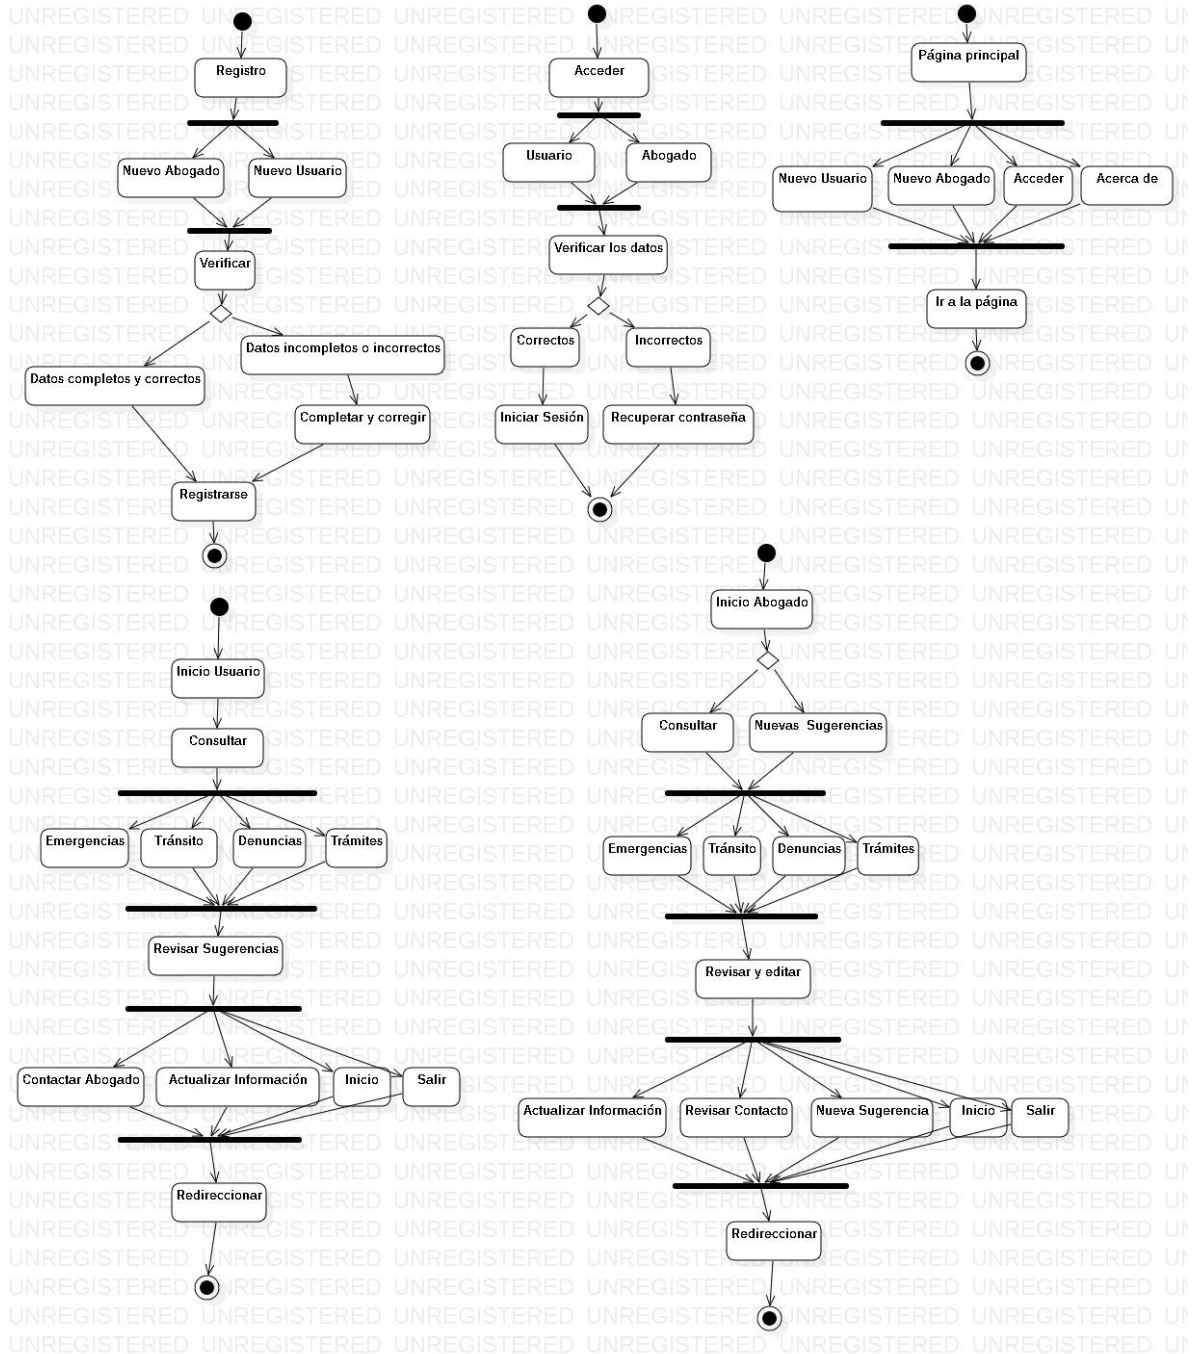 Registro
Nuevo Abogado
Nuevo Usuario
Verificar
Datos incompletos o incorrectos
Datos completos y correctos
Completar y corregir
Registrarse
Acceder
Usuario
Abogado
Verificar los datos
Correctos
Incorrectos
Iniciar Sesión
Recuperar contraseña
Página principal
Nuevo Usuario
Nuevo Abogado
Acceder
Acerca de
Ir a la página
Inicio Usuario
Consultar
Emergencias
Tránsito
Denuncias
Trámites
Revisar Sugerencias
Contactar Abogado
Actualizar Información
Inicio
Salir
Redireccionar
Inicio Abogado
Consultar
Nuevas  Sugerencias
Emergencias
Tránsito
Denuncias
Trámites
Revisar y editar
Actualizar Información
Revisar Contacto
Nueva Sugerencia
Inicio
Salir
Redireccionar
UNREGISTERED